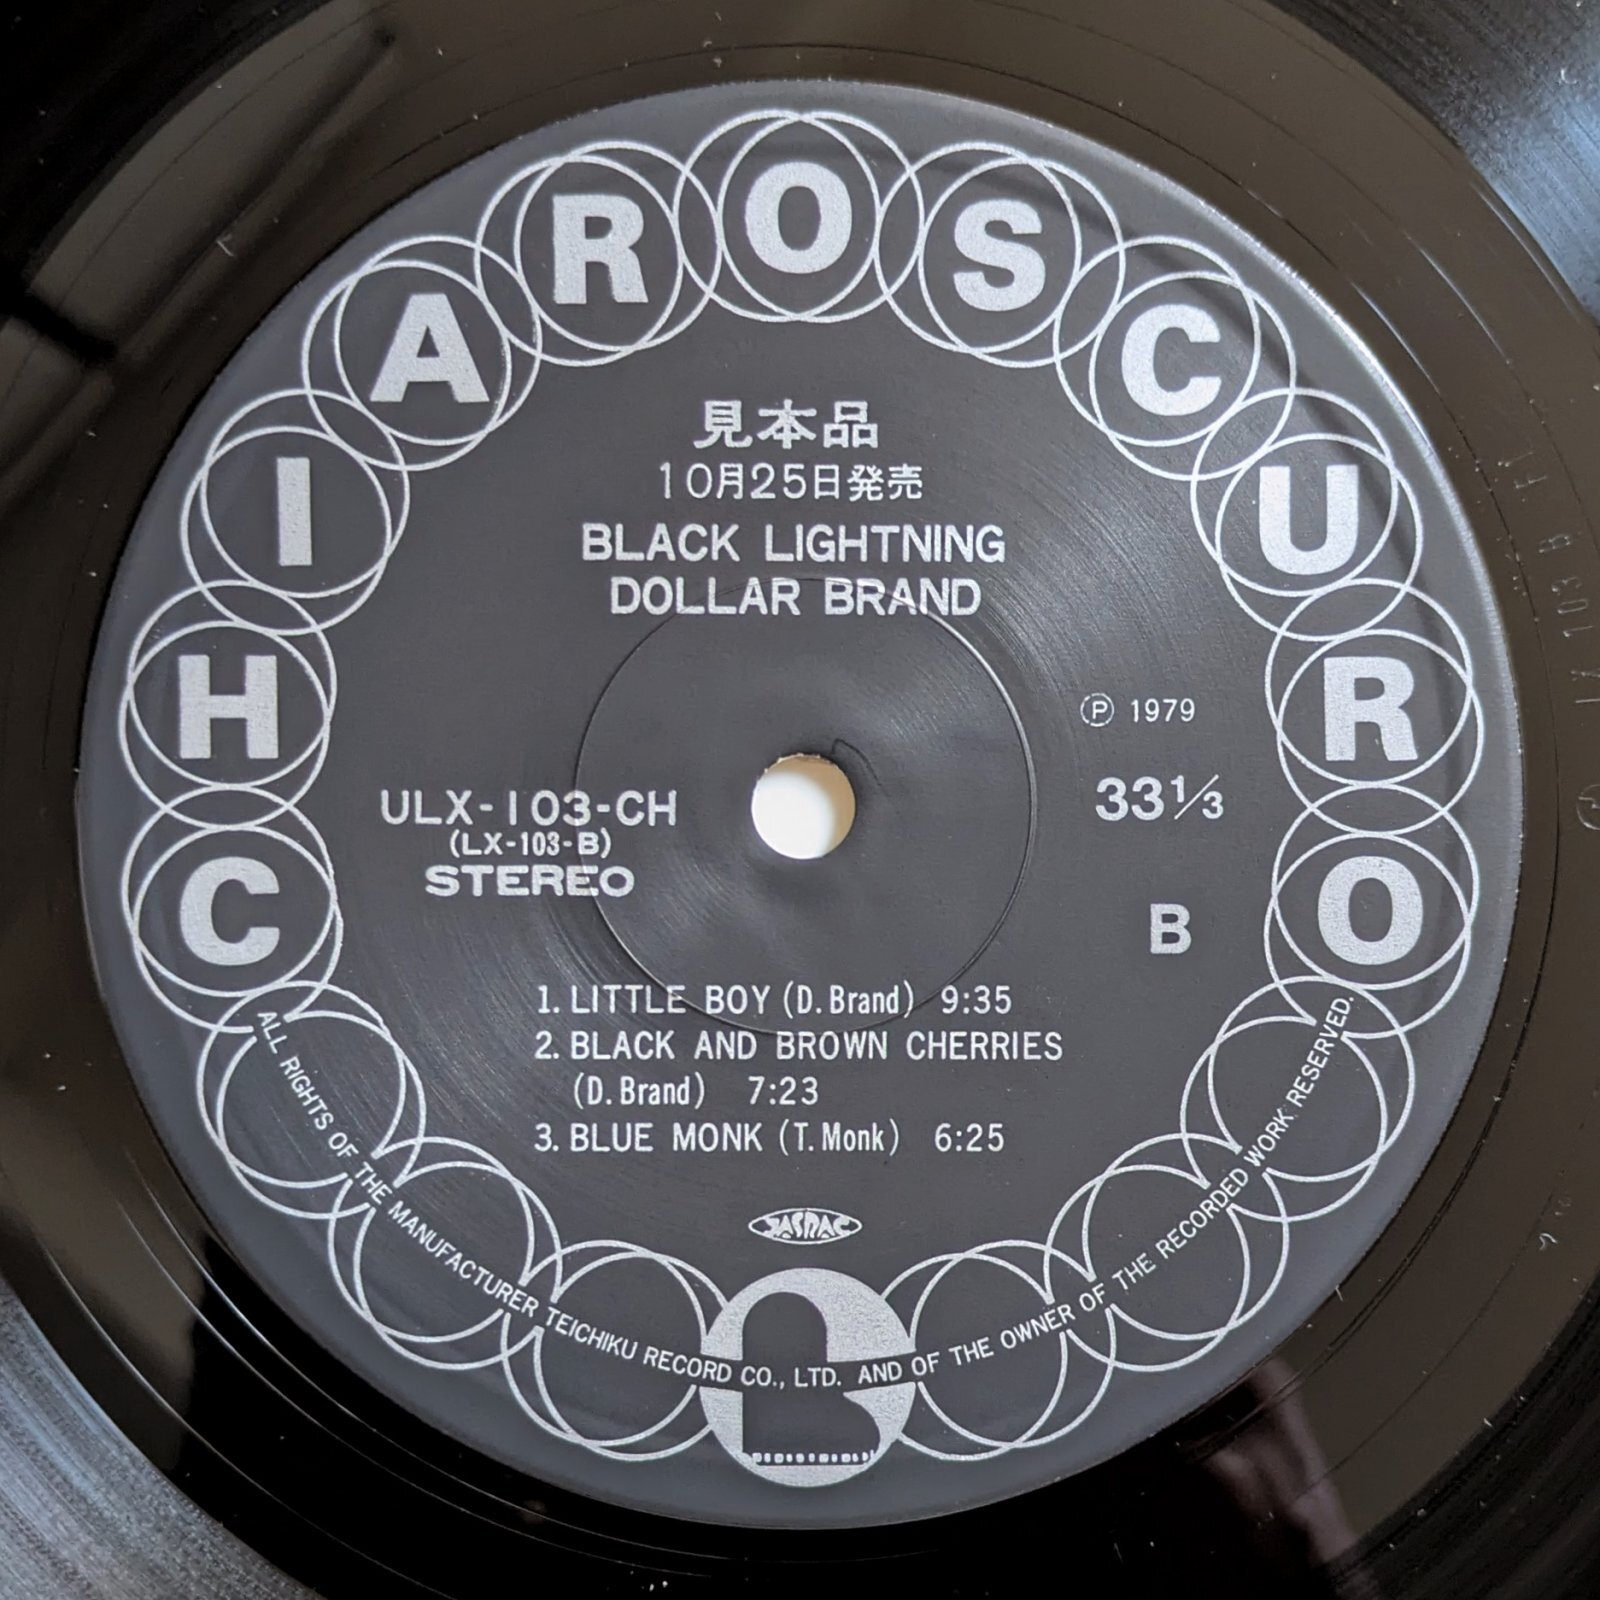 CHIAROSCURO
見本品
10月25日発売
BLACK LIGHTNING
DOLLAR BRAND
Ⓟ 1979
ULX-103-CH
(LX-103-B)
STEREO
33⅓
B
1. LITTLE BOY (D. Brand) 9:35
2. BLACK AND BROWN CHERRIES
(D. Brand) 7:23
3. BLUE MONK (T. Monk) 6:25
JASRAC
ALL RIGHTS OF THE MANUFACTURER TEICHIKU RECORD CO., LTD. AND OF THE OWNER OF THE RECORDED WORK RESERVED.